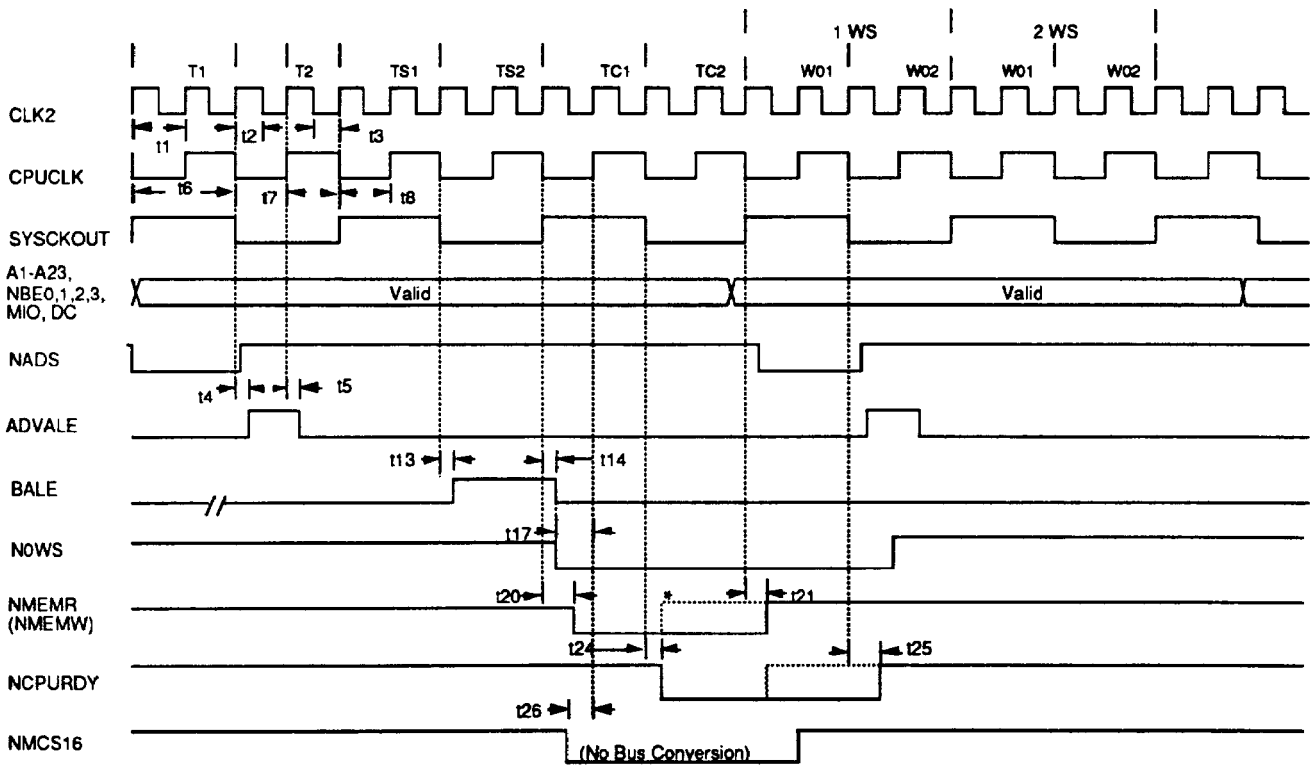 1 WS
2 WS
T1
T2
TS1
TS2
TC1
TC2
W01
W02
W01
W02
CLK2
t1
t2
t3
CPUCLK
t6
t7
t8
SYSCKOUT
A1-A23,
NBE0,1,2,3,
MIO, DC
Valid
Valid
NADS
t4
t5
ADVALE
t13
t14
BALE
t17
N0WS
t20
*
t21
NMEMR
(NMEMW)
t24
t25
NCPURDY
t26
NMCS16
(No Bus Conversion)